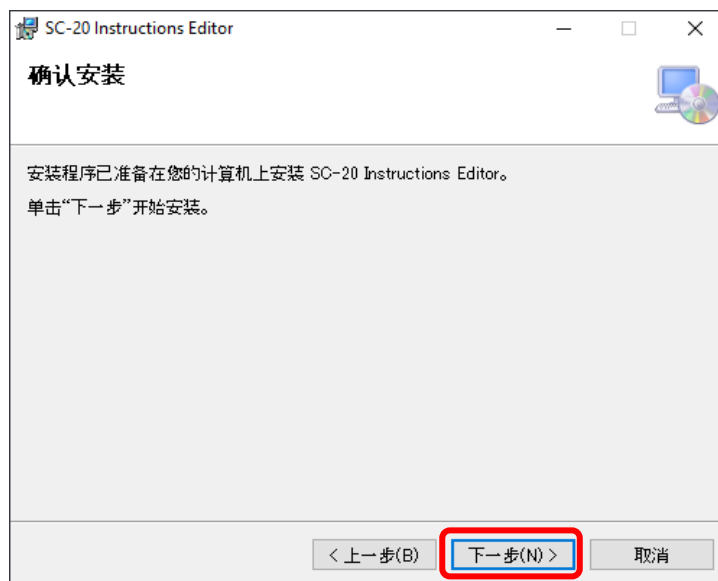 SC-20 Instructions Editor
确认安装
安装程序已准备在您的计算机上安装 SC-20 Instructions Editor。
单击“下一步”开始安装。
< 上一步(B)
下一步(N) >
取消